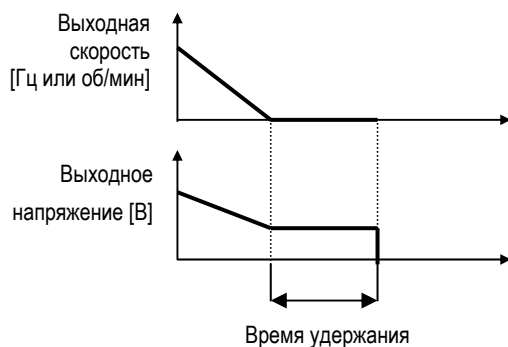 Выходная
скорость
[Гц или об/мин]
Выходное
напряжение [В]
Время удержания